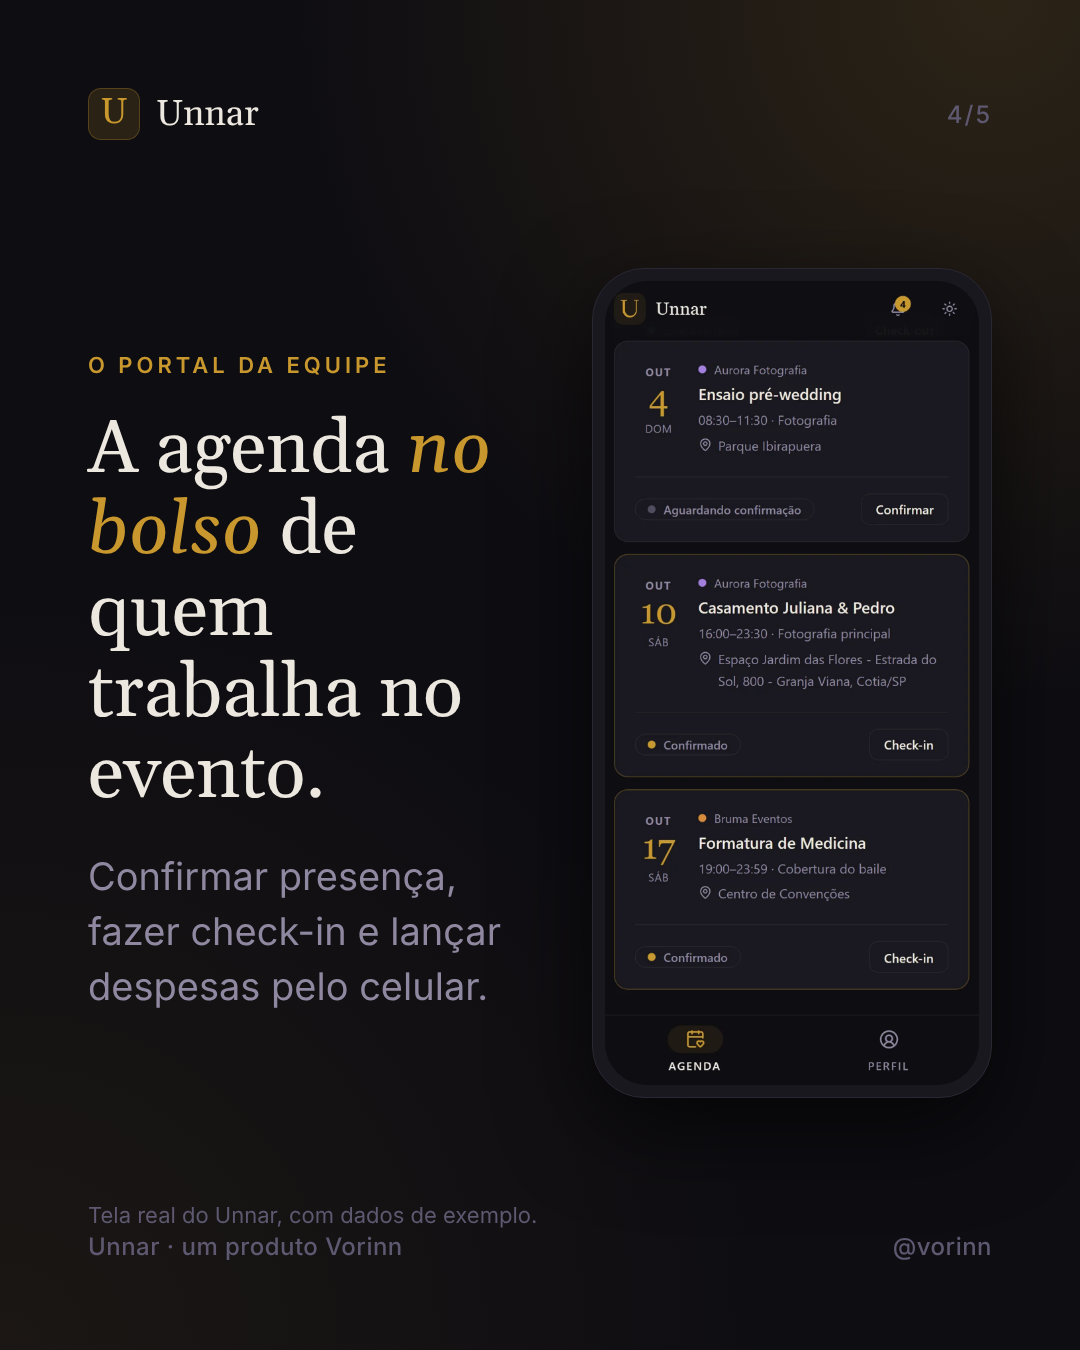 U Unnar
4/5
O PORTAL DA EQUIPE
A agenda no
bolso de
quem
trabalha no
evento.
Confirmar presença,
fazer check-in e lançar
despesas pelo celular.
U Unnar
4
OUT
4
DOM
Aurora Fotografia
Ensaio pré-wedding
08:30–11:30 · Fotografia
Parque Ibirapuera
Aguardando confirmação
Confirmar
OUT
10
SÁB
Aurora Fotografia
Casamento Juliana & Pedro
16:00–23:30 · Fotografia principal
Espaço Jardim das Flores - Estrada do
Sol, 800 - Granja Viana, Cotia/SP
Confirmado
Check-in
OUT
17
SÁB
Bruma Eventos
Formatura de Medicina
19:00–23:59 · Cobertura do baile
Centro de Convenções
Confirmado
Check-in
AGENDA
PERFIL
Tela real do Unnar, com dados de exemplo.
Unnar · um produto Vorinn
@vorinn